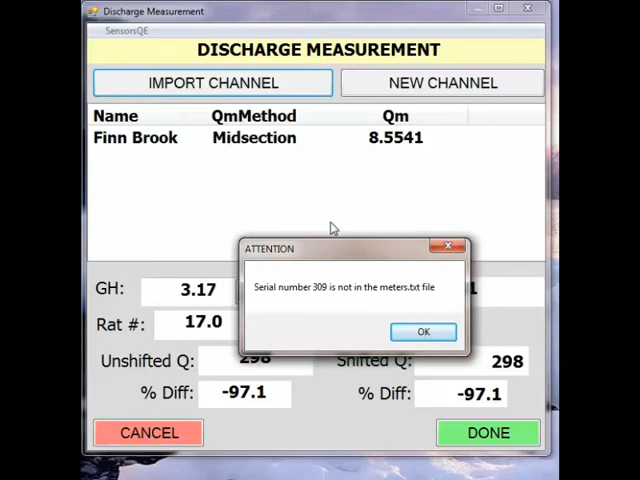 Discharge Measurement
SensorsQE
DISCHARGE MEASUREMENT
IMPORT CHANNEL NEW CHANNEL
Name QmMethod Qm
Finn Brook Midsection 8.5541
ATTENTION
Serial number 309 is not in the meters.txt file
OK
GH: 3.17
Rat #: 17.0
Unshifted Q: 298 Shifted Q: 298
% Diff: -97.1 % Diff: -97.1
CANCEL DONE